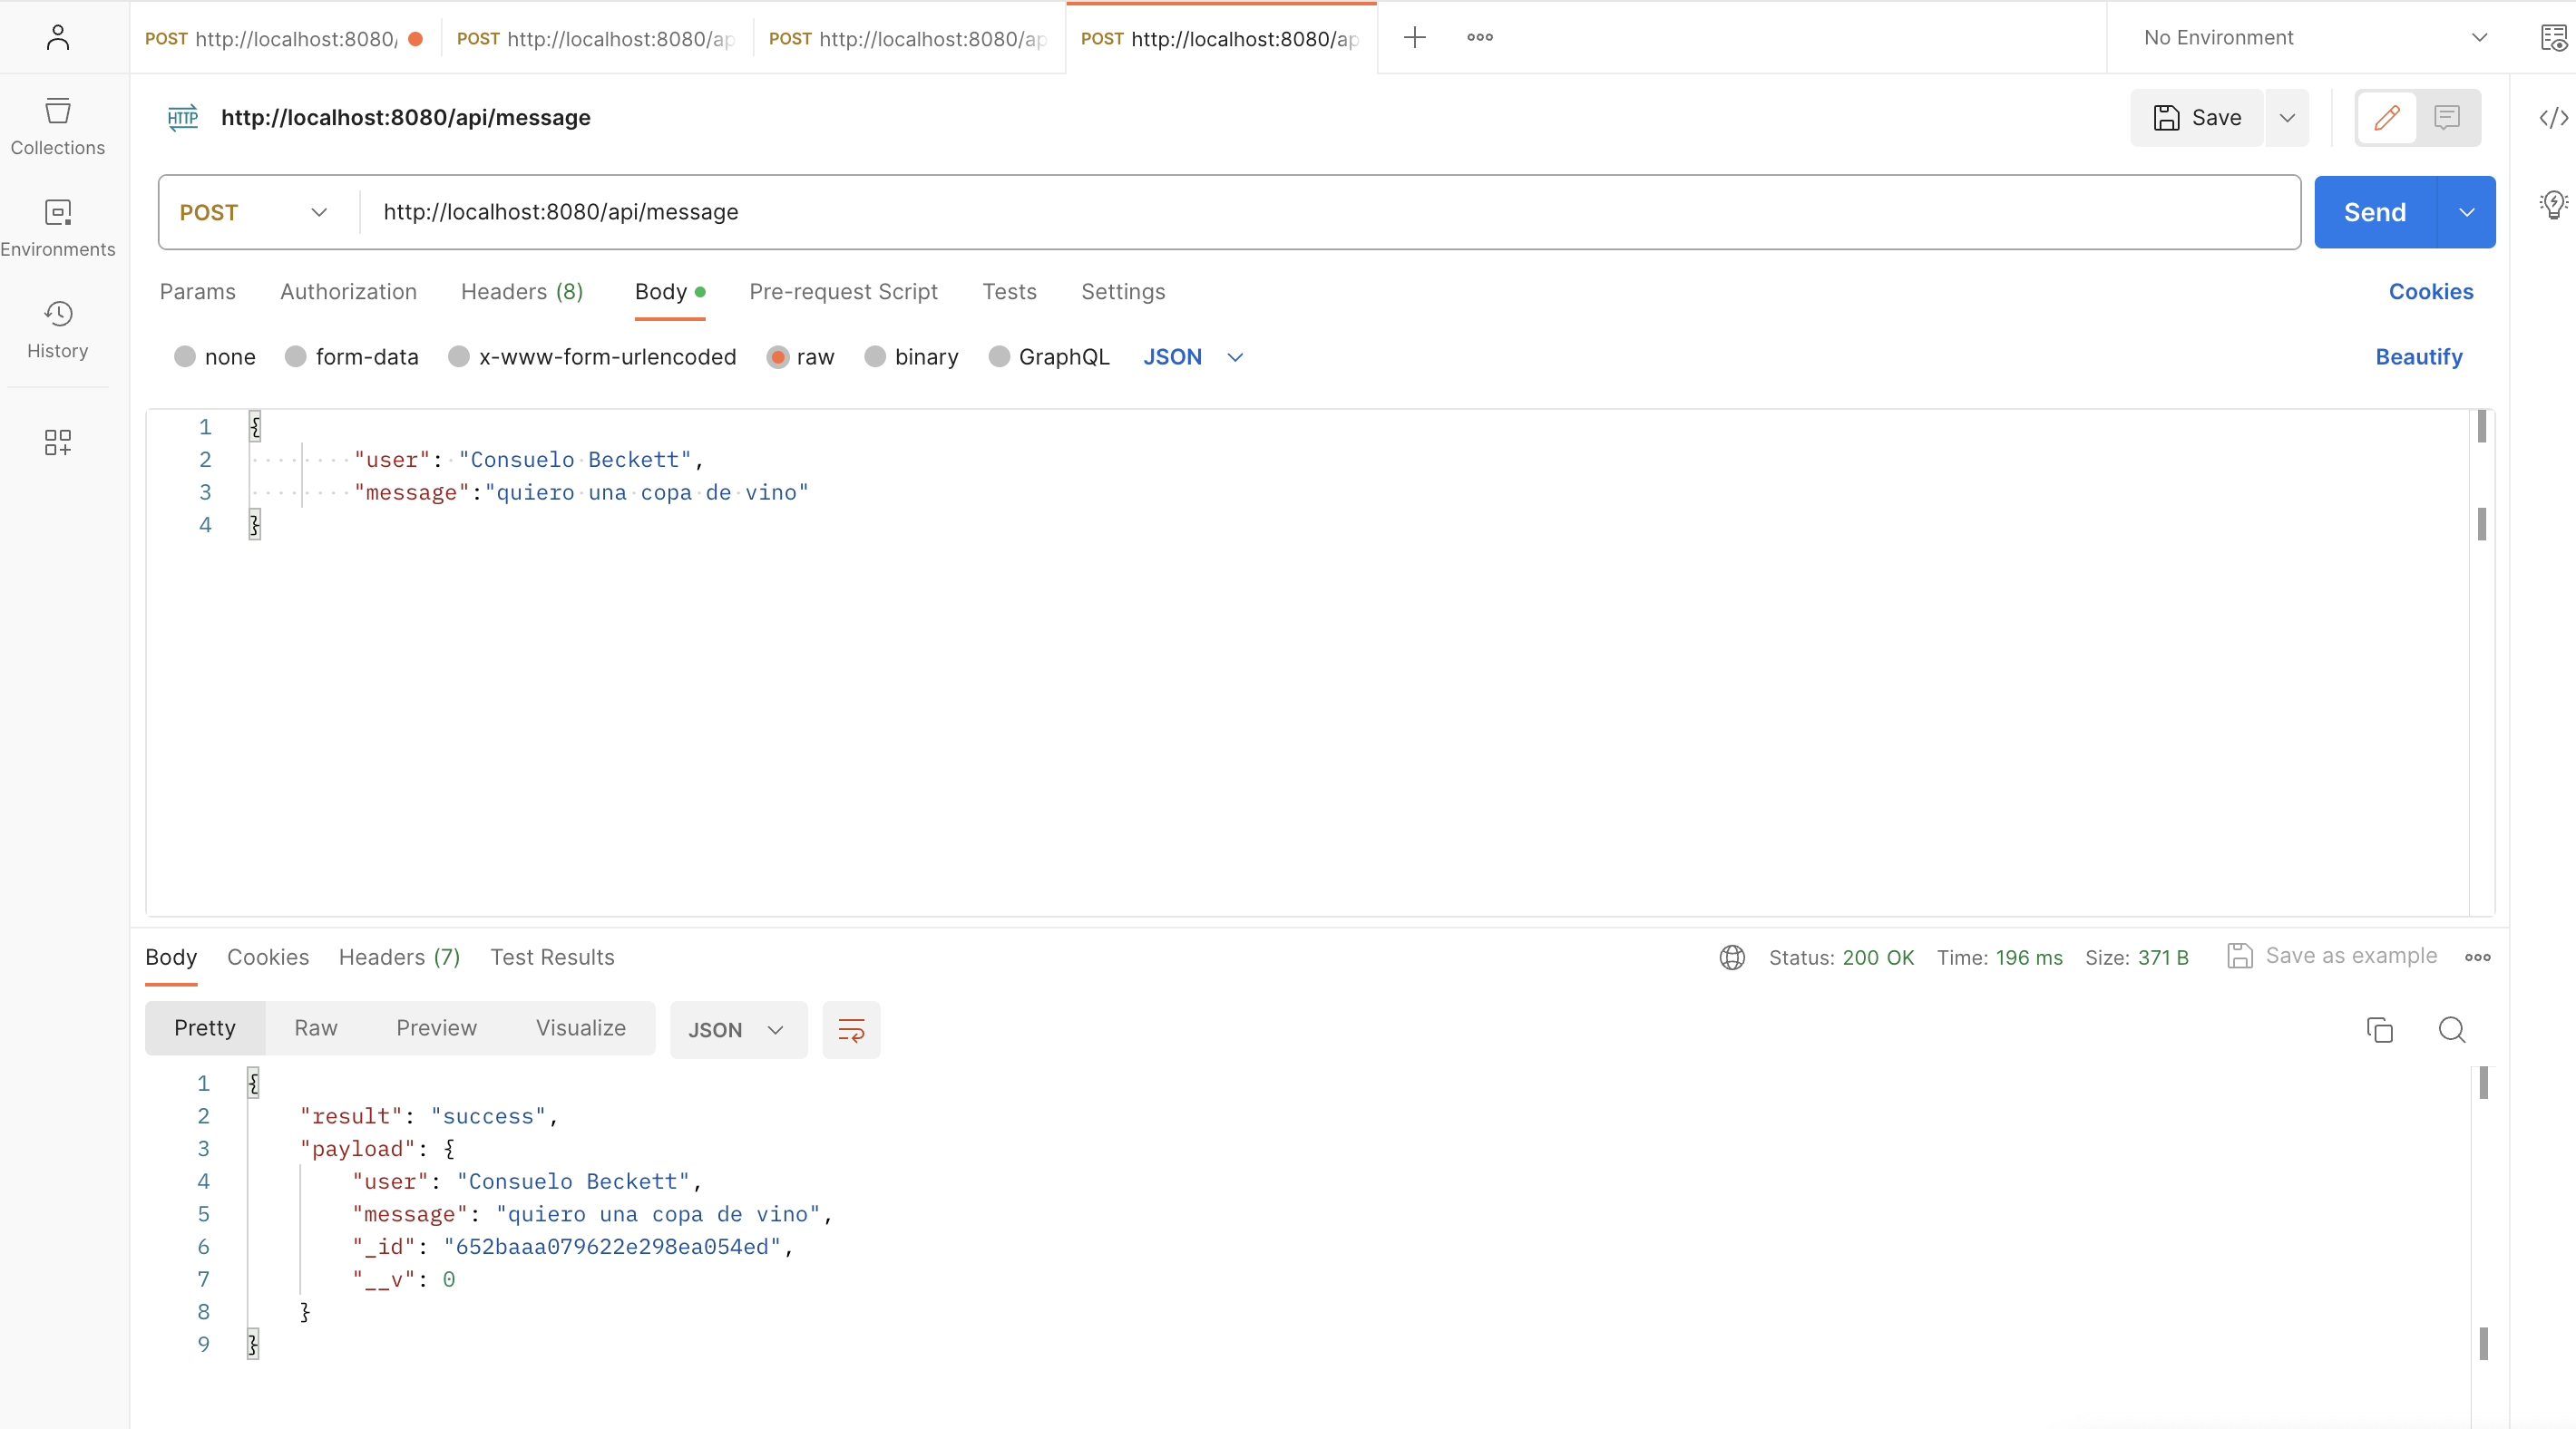 POST http://localhost:8080/
POST http://localhost:8080/ap
POST http://localhost:8080/ap
POST http://localhost:8080/ap
No Environment
Collections
Environments
History
HTTP http://localhost:8080/api/message
Save
POST http://localhost:8080/api/message
Send
Params Authorization Headers (8) Body Pre-request Script Tests Settings Cookies
none form-data x-www-form-urlencoded raw binary GraphQL JSON Beautify
1 {
2 "user": "Consuelo Beckett",
3 "message":"quiero una copa de vino"
4 }
Body Cookies Headers (7) Test Results Status: 200 OK Time: 196 ms Size: 371 B Save as example
Pretty Raw Preview Visualize JSON
1 {
2 "result": "success",
3 "payload": {
4 "user": "Consuelo Beckett",
5 "message": "quiero una copa de vino",
6 "_id": "652baaa079622e298ea054ed",
7 "__v": 0
8 }
9 }